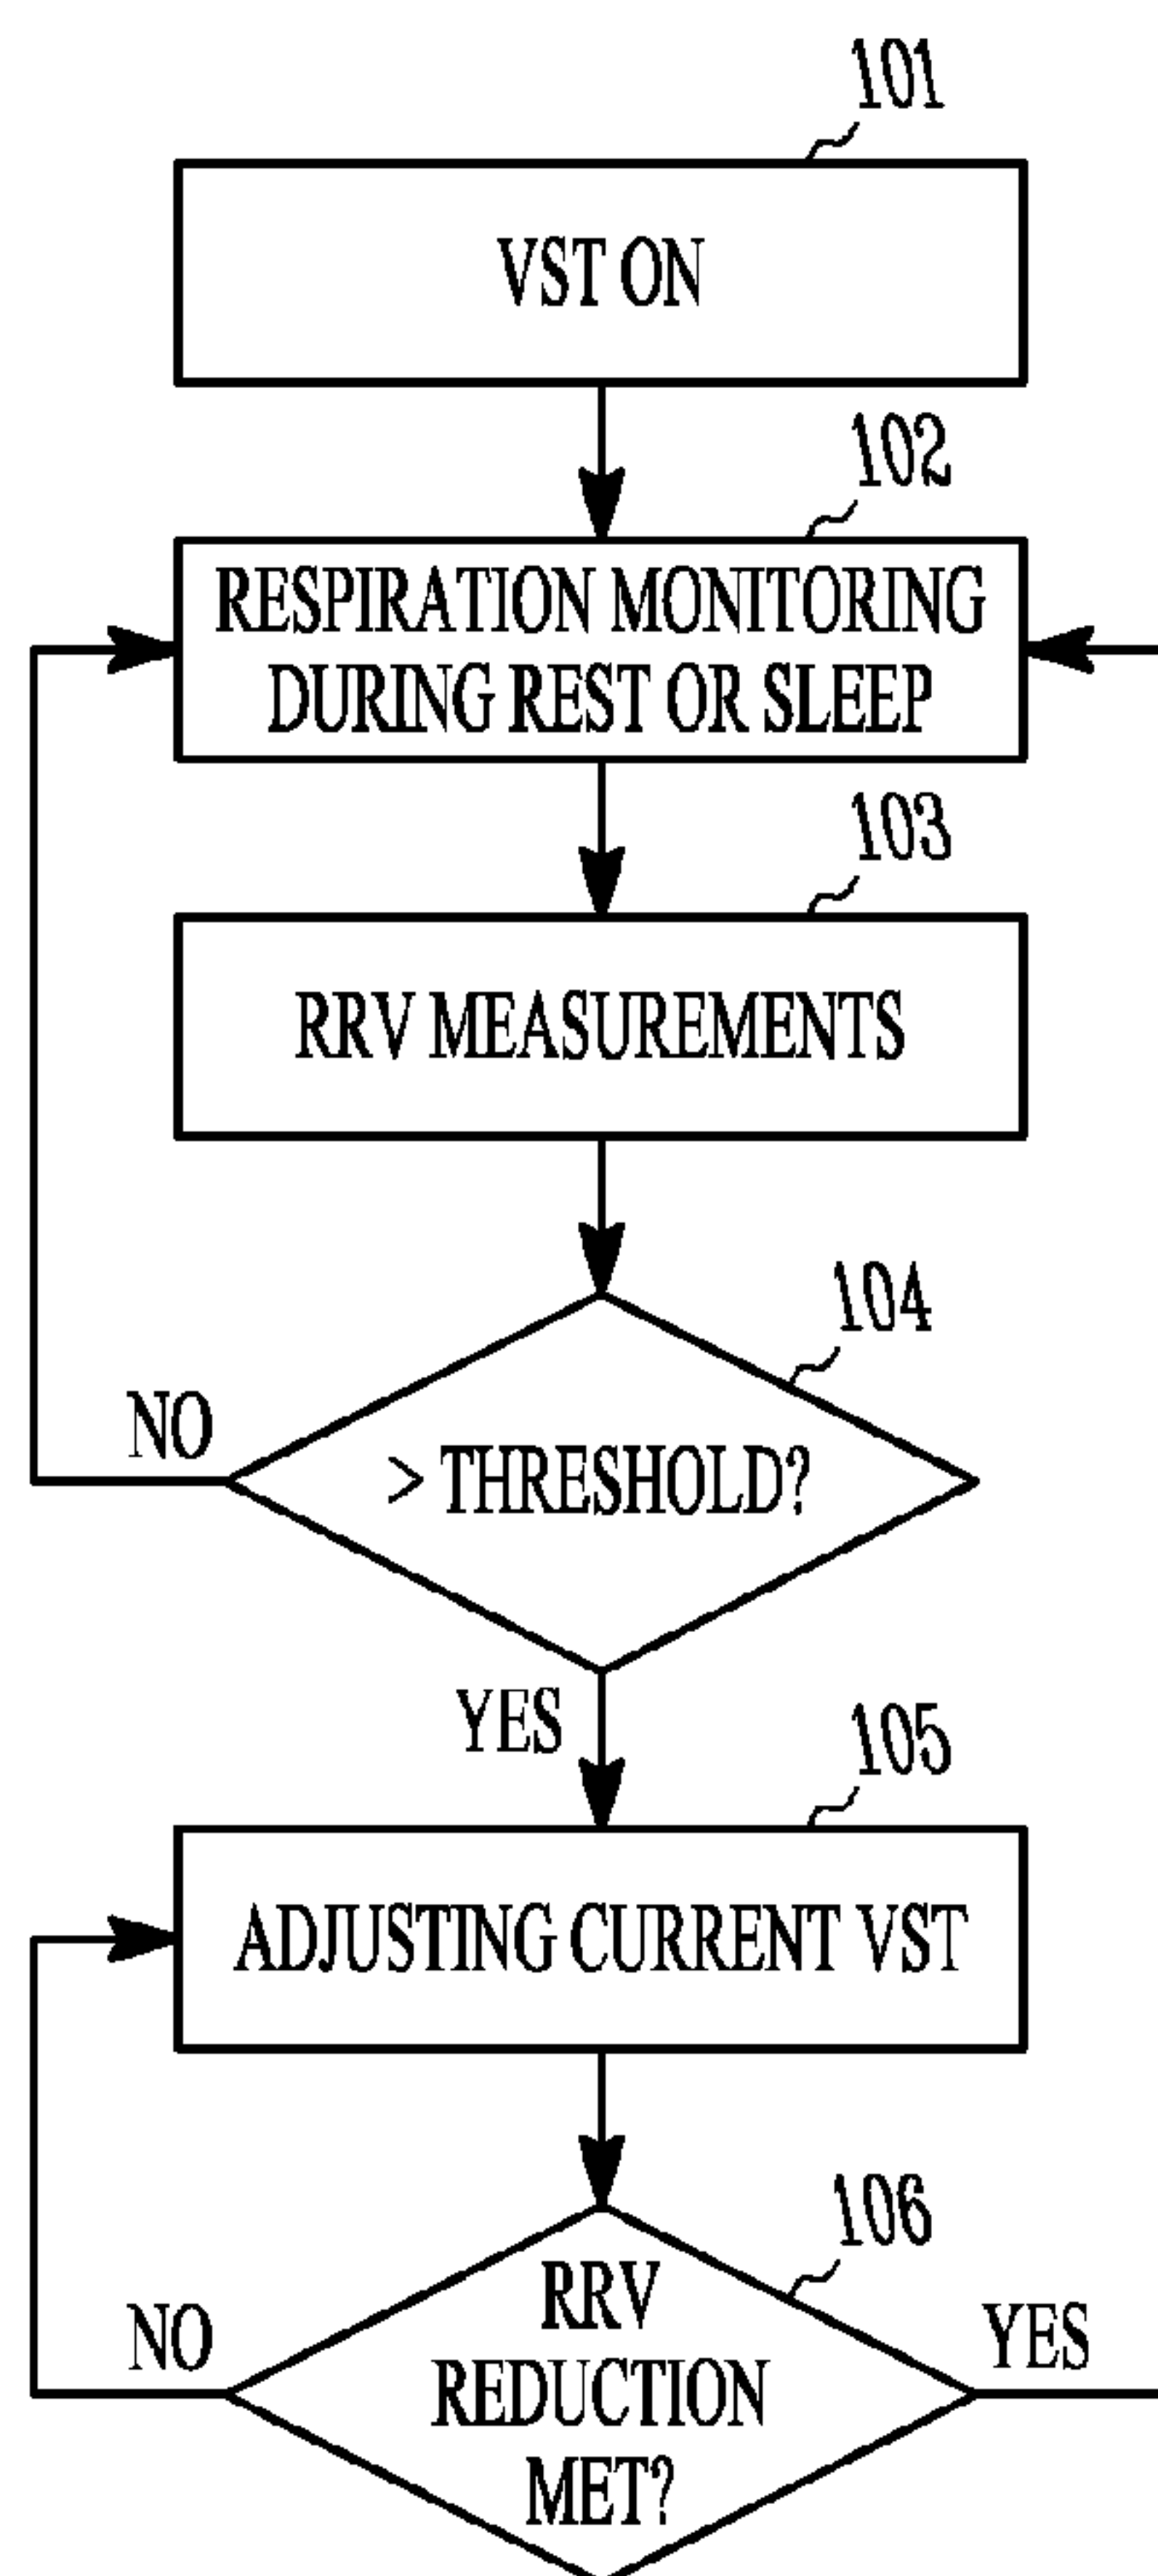 101
VST ON
102
RESPIRATION MONITORING
DURING REST OR SLEEP
103
RRV MEASUREMENTS
104
NO
> THRESHOLD?
YES
105
ADJUSTING CURRENT VST
106
RRV
NO
YES
REDUCTION
MET?